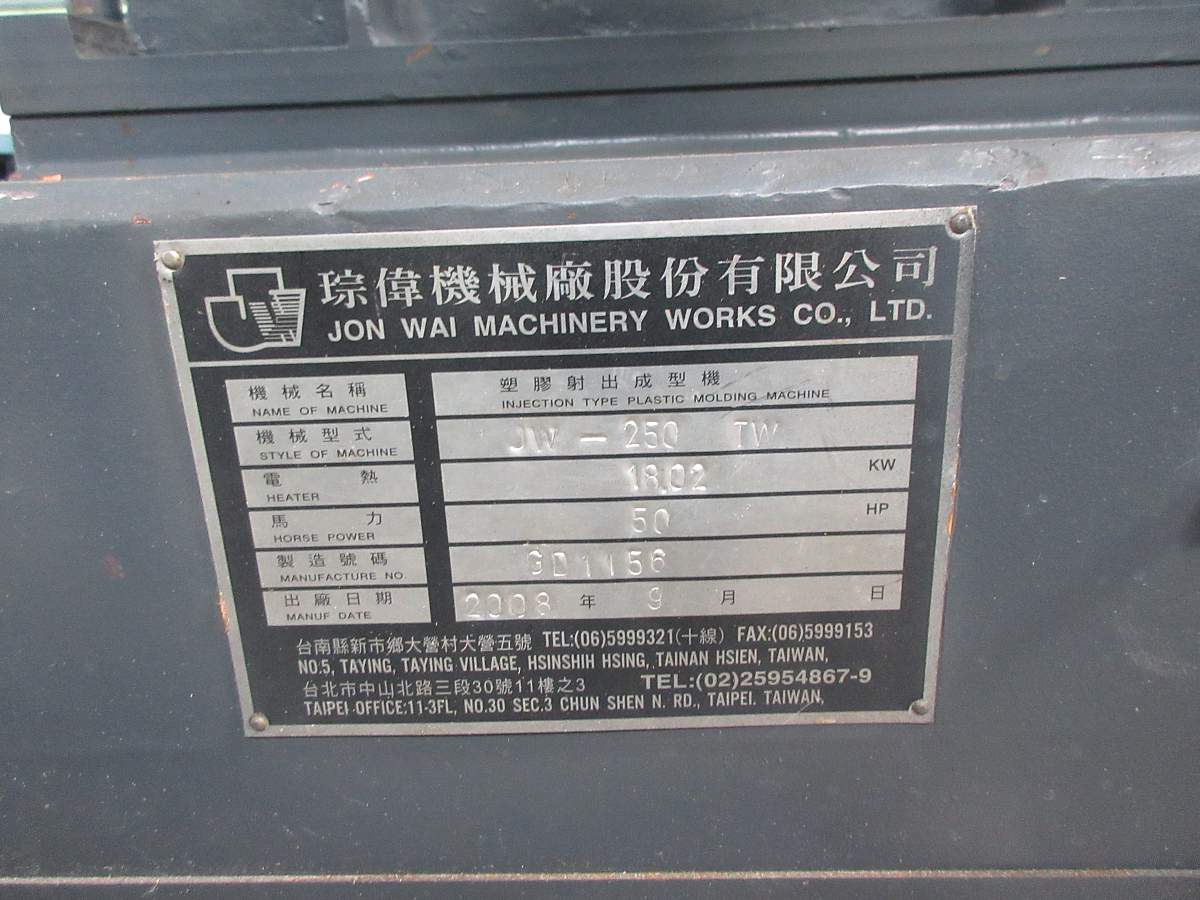 琮偉機械廠股份有限公司
JON WAI MACHINERY WORKS CO., LTD.
機械名稱 塑膠射出成型機
NAME OF MACHINE INJECTION TYPE PLASTIC MOLDING MACHINE
機械型式 JW-250 IW
STYLE OF MACHINE
電熱 18.02 KW
HEATER
馬力 50 HP
HORSE POWER
製造號碼 GD1156
MANUFACTURE NO.
出廠日期 2008 年 9 月 日
MANUF DATE
台南縣新市鄉大營村大營五號 TEL:(06)5999321(十線) FAX:(06)5999153
NO.5, TAYING, TAYING VILLAGE, HSINSHIH HSING, TAINAN HSIEN, TAIWAN,
台北市中山北路三段30號11樓之3 TEL:(02)25954867-9
TAIPEI OFFICE:11-3FL, NO.30 SEC.3 CHUN SHEN N. RD., TAIPEI. TAIWAN,